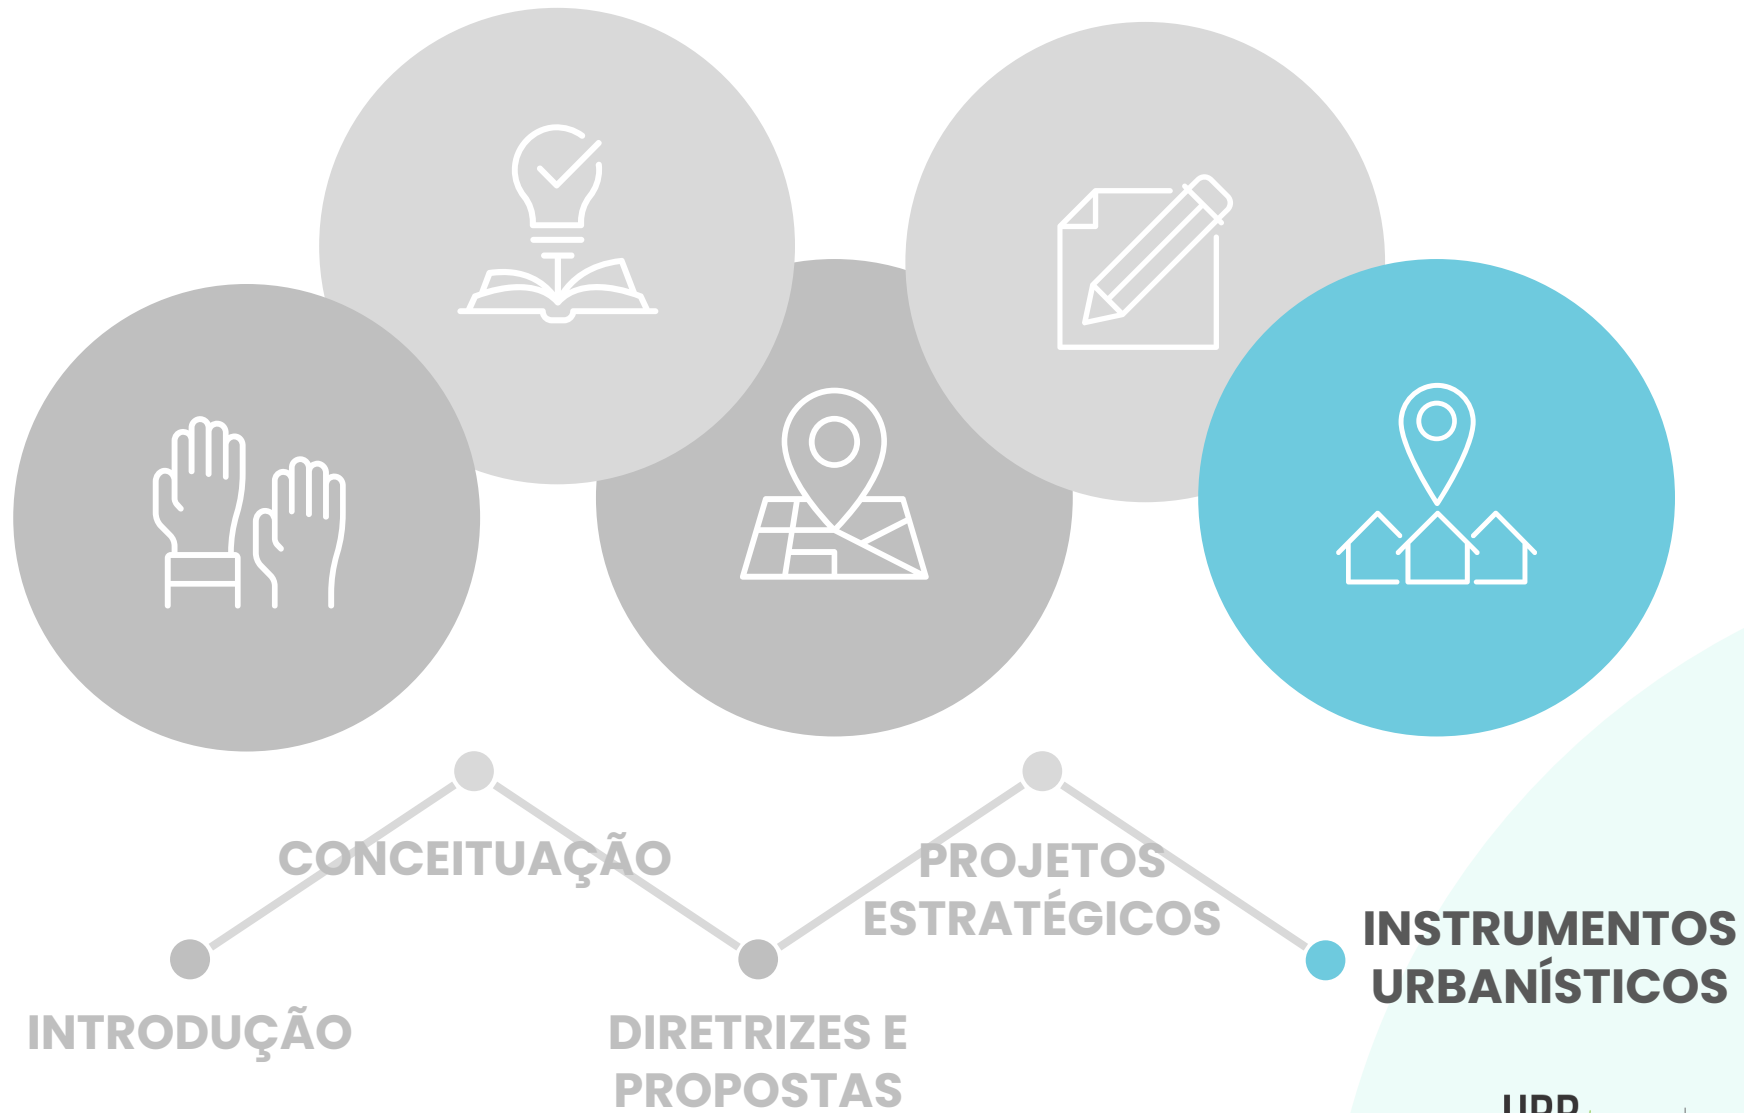 INTRODUÇÃO
CONCEITUAÇÃO
DIRETRIZES E
PROPOSTAS
PROJETOS
ESTRATÉGICOS
INSTRUMENTOS
URBANÍSTICOS